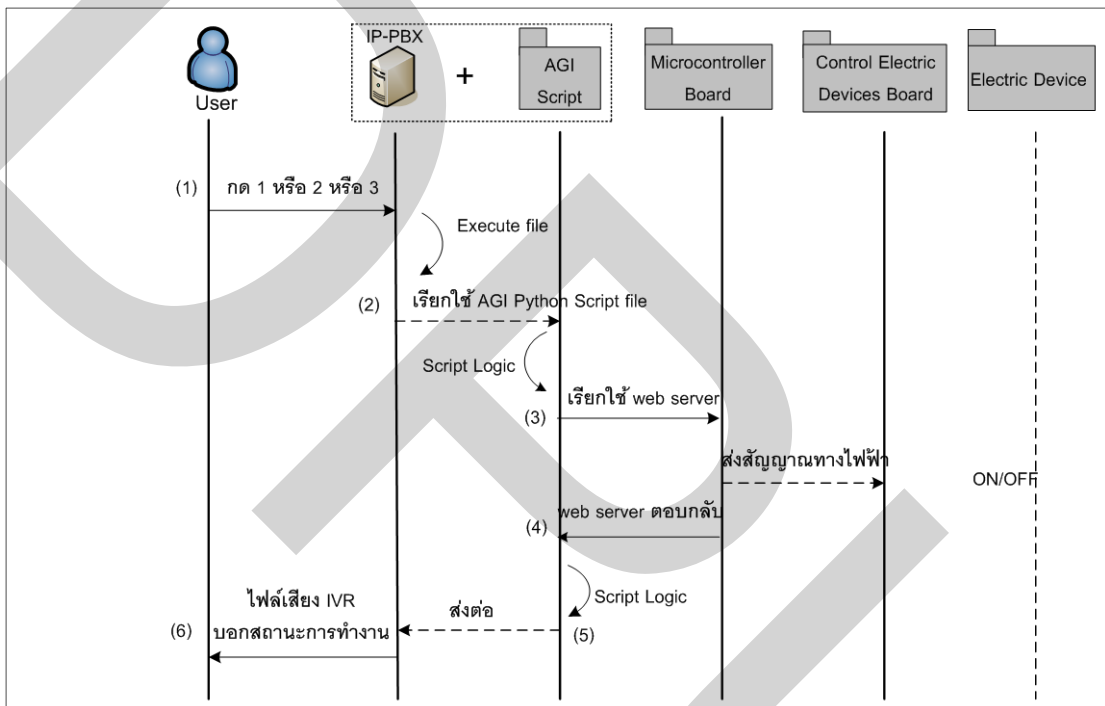 IP-PBX
+
User
AGI
Script
Microcontroller
Board
Control Electric
Devices Board
Electric Device
(1)
กด 1 หรือ 2 หรือ 3
Execute file
(2)
เรียกใช้ AGI Python Script file
Script Logic
(3)
เรียกใช้ web server
ส่งสัญญาณทางไฟฟ้า
ON/OFF
(4)
web server ตอบกลับ
Script Logic
(5)
ส่งต่อ
(6)
ไฟล์เสียง IVR
บอกสถานะการทำงาน